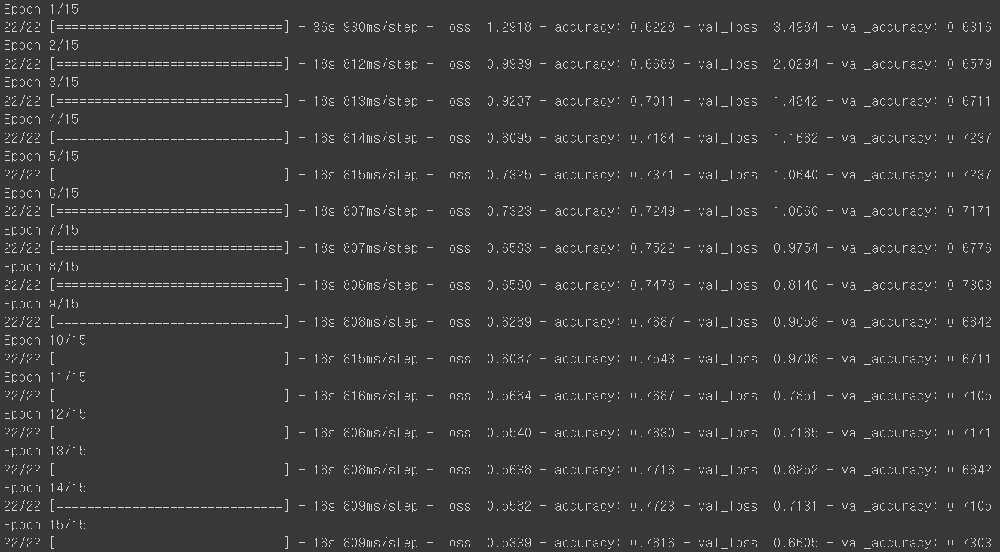 Epoch 1/15
22/22 [==============================] - 36s 930ms/step - loss: 1.2918 - accuracy: 0.6228 - val_loss: 3.4984 - val_accuracy: 0.6316
Epoch 2/15
22/22 [==============================] - 18s 812ms/step - loss: 0.9939 - accuracy: 0.6688 - val_loss: 2.0294 - val_accuracy: 0.6579
Epoch 3/15
22/22 [==============================] - 18s 813ms/step - loss: 0.9207 - accuracy: 0.7011 - val_loss: 1.4842 - val_accuracy: 0.6711
Epoch 4/15
22/22 [==============================] - 18s 814ms/step - loss: 0.8095 - accuracy: 0.7184 - val_loss: 1.1682 - val_accuracy: 0.7237
Epoch 5/15
22/22 [==============================] - 18s 815ms/step - loss: 0.7325 - accuracy: 0.7371 - val_loss: 1.0640 - val_accuracy: 0.7237
Epoch 6/15
22/22 [==============================] - 18s 807ms/step - loss: 0.7323 - accuracy: 0.7249 - val_loss: 1.0060 - val_accuracy: 0.7171
Epoch 7/15
22/22 [==============================] - 18s 807ms/step - loss: 0.6583 - accuracy: 0.7522 - val_loss: 0.9754 - val_accuracy: 0.6776
Epoch 8/15
22/22 [==============================] - 18s 806ms/step - loss: 0.6580 - accuracy: 0.7478 - val_loss: 0.8140 - val_accuracy: 0.7303
Epoch 9/15
22/22 [==============================] - 18s 808ms/step - loss: 0.6289 - accuracy: 0.7687 - val_loss: 0.9058 - val_accuracy: 0.6842
Epoch 10/15
22/22 [==============================] - 18s 815ms/step - loss: 0.6087 - accuracy: 0.7543 - val_loss: 0.9708 - val_accuracy: 0.6711
Epoch 11/15
22/22 [==============================] - 18s 816ms/step - loss: 0.5664 - accuracy: 0.7687 - val_loss: 0.7851 - val_accuracy: 0.7105
Epoch 12/15
22/22 [==============================] - 18s 806ms/step - loss: 0.5540 - accuracy: 0.7830 - val_loss: 0.7185 - val_accuracy: 0.7171
Epoch 13/15
22/22 [==============================] - 18s 808ms/step - loss: 0.5638 - accuracy: 0.7716 - val_loss: 0.8252 - val_accuracy: 0.6842
Epoch 14/15
22/22 [==============================] - 18s 809ms/step - loss: 0.5582 - accuracy: 0.7723 - val_loss: 0.7131 - val_accuracy: 0.7105
Epoch 15/15
22/22 [==============================] - 18s 809ms/step - loss: 0.5339 - accuracy: 0.7816 - val_loss: 0.6605 - val_accuracy: 0.7303